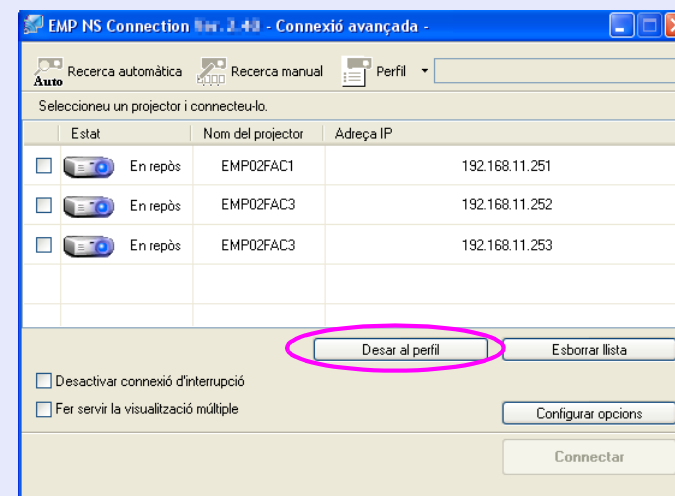 EMP NS Connection - Connexió avançada -
Auto Recerca automàtica Recerca manual Perfil
Seleccioneu un projector i connecteu-lo.
Estat Nom del projector Adreça IP
En repòs EMP02FAC1 192.168.11.251
En repòs EMP02FAC3 192.168.11.252
En repòs EMP02FAC3 192.168.11.253
Desar al perfil Esborrar llista
Desactivar connexió d'interrupció
Fer servir la visualització múltiple
Configurar opcions
Connectar